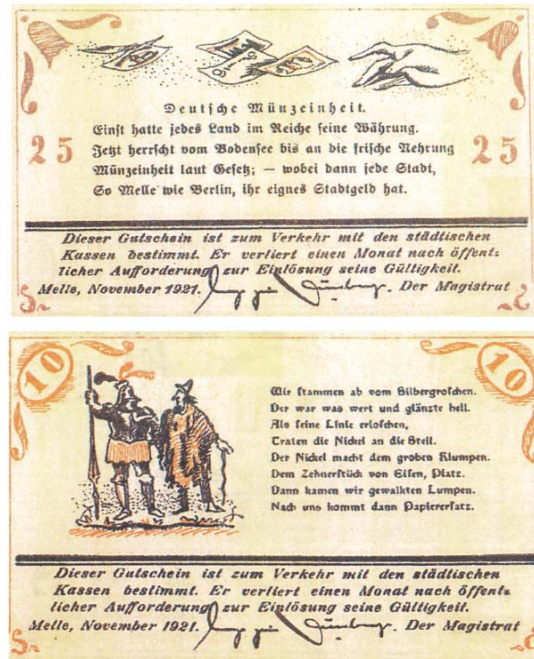 Deutsche Münzeinheit.
Einst hatte jedes Land im Reiche seine Währung.
Jetzt herrscht vom Bodensee bis an die frische Nehrung
Münzeinheit laut Gesetz; — wobei dann jede Stadt,
So Melle wie Berlin, ihr eignes Stadtgeld hat.
25 25
Dieser Gutschein ist zum Verkehr mit den städtischen
Kassen bestimmt. Er verliert einen Monat nach öffent-
licher Aufforderung zur Einlösung seine Gültigkeit.
Melle, November 1921. Der Magistrat
10 10
Wir stammen ab vom Silbergroschen.
Der war was wert und glänzte hell.
Als seine Linie erloschen,
Traten die Nickel an die Stell.
Der Nickel macht dem groben Klumpen.
Dem Zehnerstück von Eisen, Platz.
Dann kamen wir gewalkten Lumpen.
Nach uns kommt dann Papierersatz.
Dieser Gutschein ist zum Verkehr mit den städtischen
Kassen bestimmt. Er verliert einen Monat nach öffent-
licher Aufforderung zur Einlösung seine Gültigkeit.
Melle, November 1921. Der Magistrat